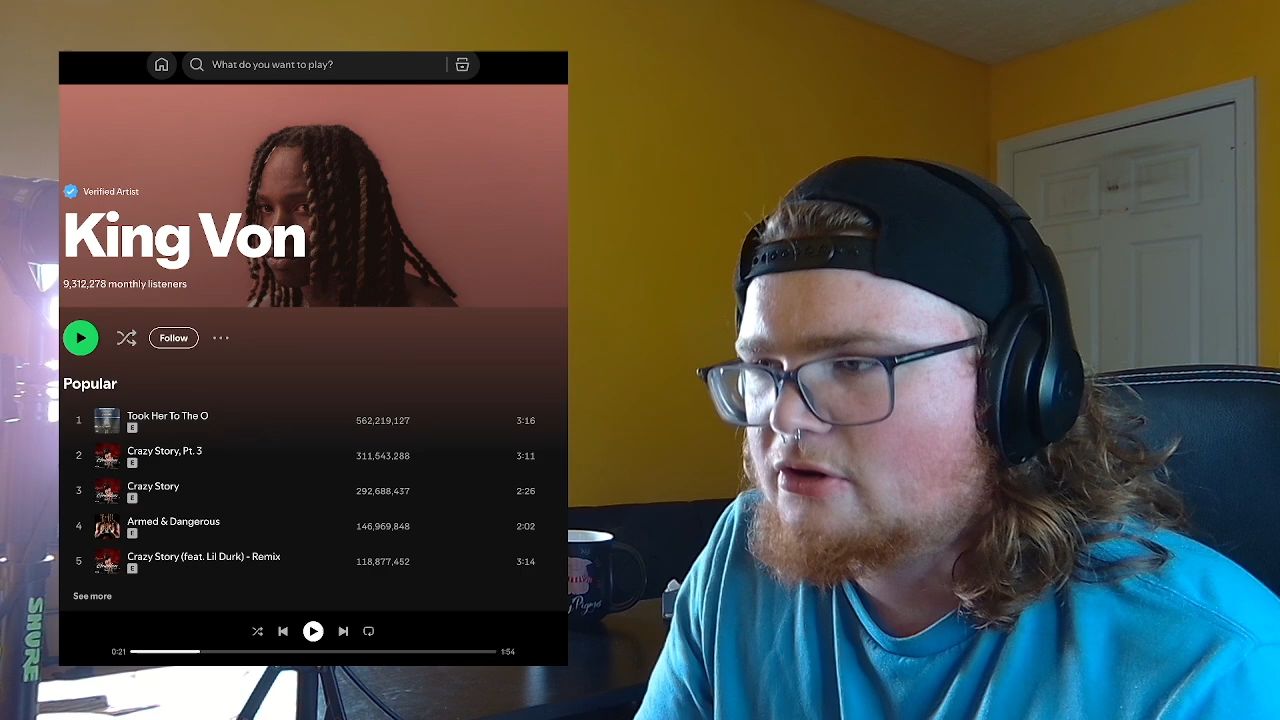 What do you want to play?
Verified Artist
King Von
9,312,278 monthly listeners
Follow
Popular
1 Took Her To The O 562,219,127 3:16
E
2 Crazy Story, Pt. 3 311,543,288 3:11
E
3 Crazy Story 292,688,437 2:26
E
4 Armed & Dangerous 146,969,848 2:02
E
5 Crazy Story (feat. Lil Durk) - Remix 118,877,452 3:14
E
See more
0:21 1:54
SHURE